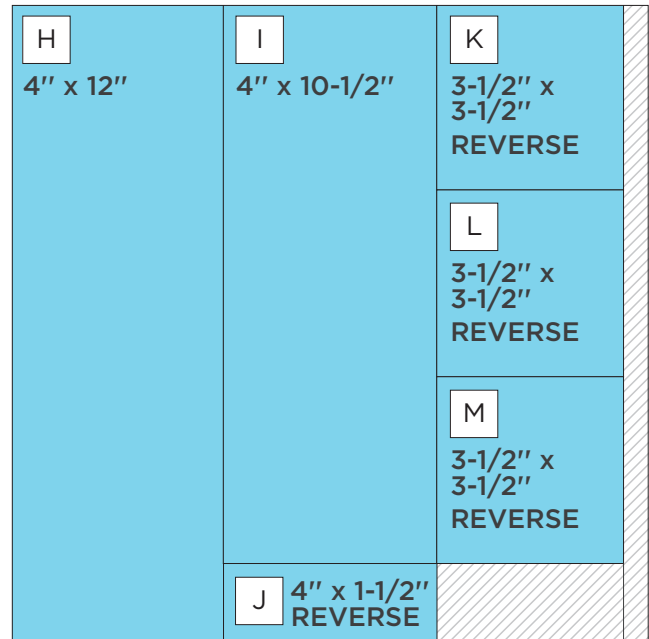 H
4'' x 12''
I
4'' x 10-1/2''
K
3-1/2'' x
3-1/2''
REVERSE
L
3-1/2'' x
3-1/2''
REVERSE
M
3-1/2'' x
3-1/2''
REVERSE
J
4'' x 1-1/2''
REVERSE